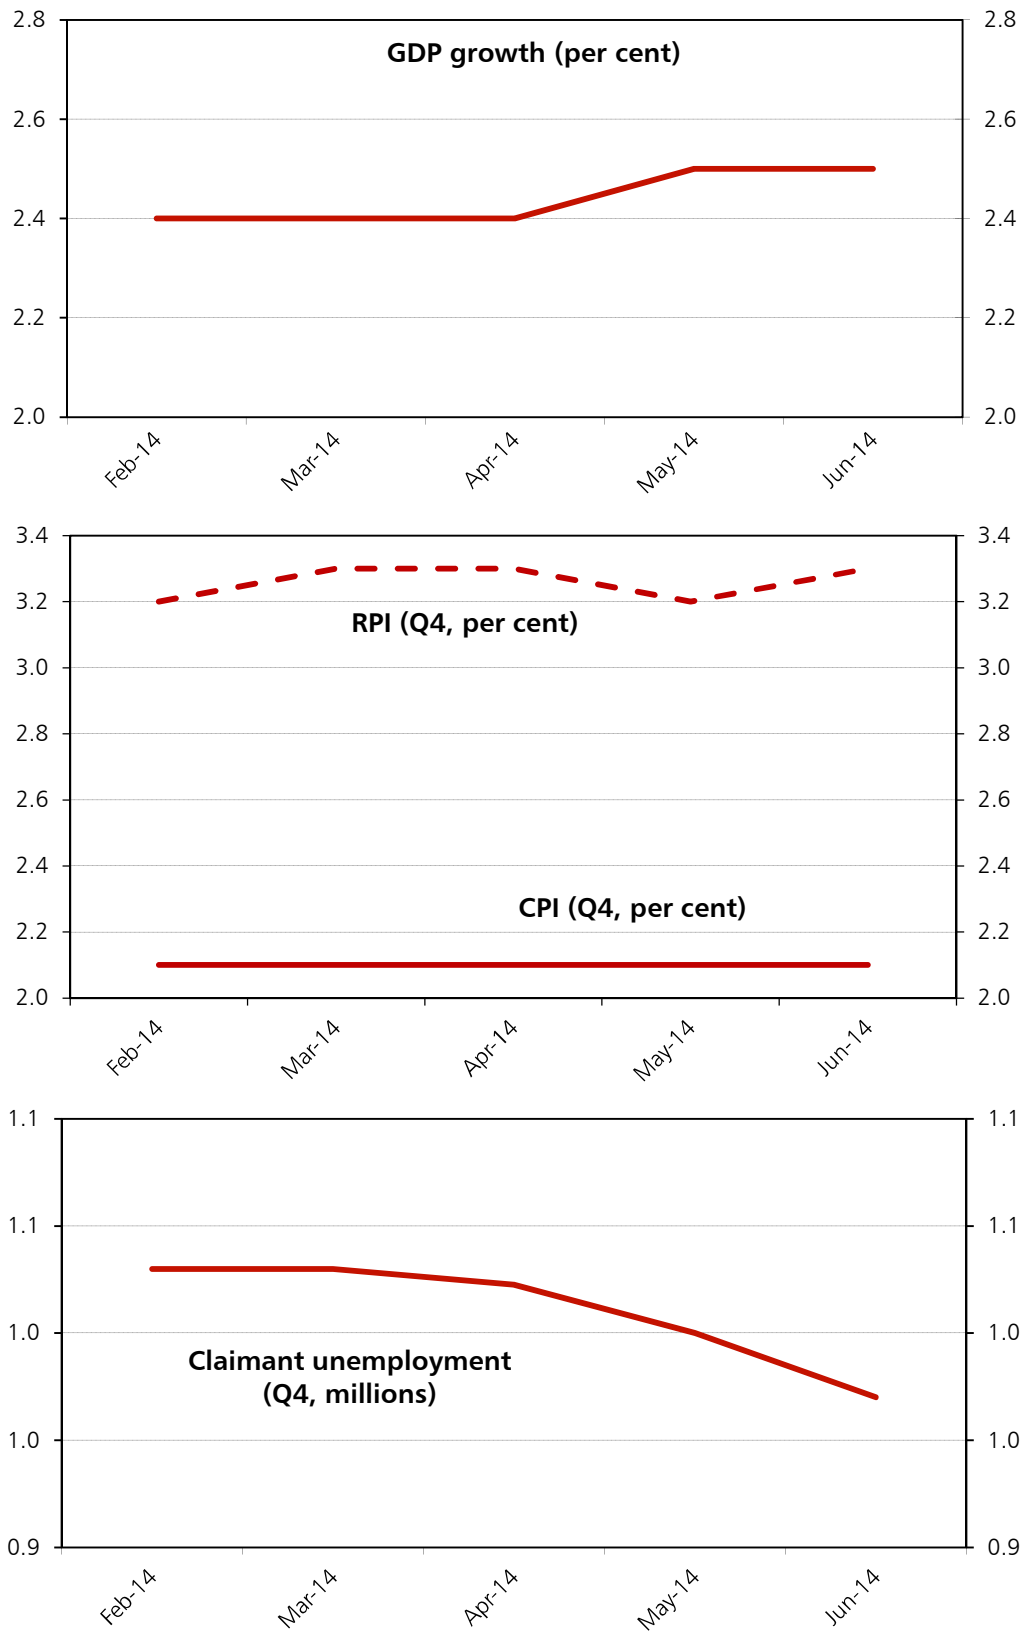 GDP growth (per cent)
2.8 2.8
2.6 2.6
2.4 2.4
2.2 2.2
2.0 2.0
Feb-14 Mar-14 Apr-14 May-14 Jun-14
3.4 3.4
3.2 3.2
RPI (Q4, per cent)
3.0 3.0
2.8 2.8
2.6 2.6
2.4 2.4
CPI (Q4, per cent)
2.2 2.2
2.0 2.0
Feb-14 Mar-14 Apr-14 May-14 Jun-14
1.1 1.1
1.1 1.1
1.0 1.0
Claimant unemployment
(Q4, millions)
1.0 1.0
0.9 0.9
Feb-14 Mar-14 Apr-14 May-14 Jun-14